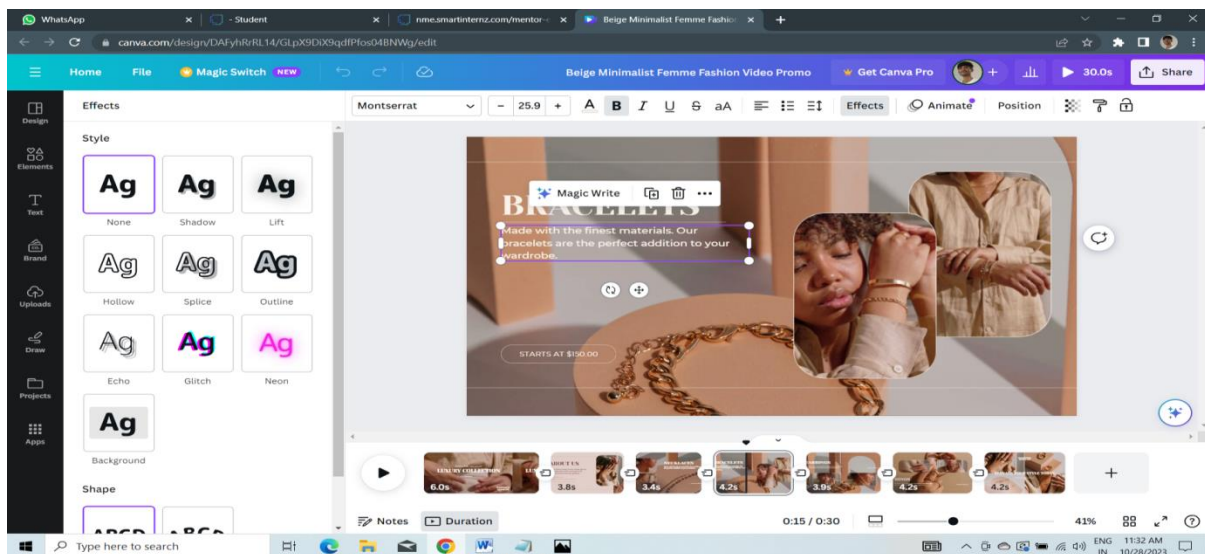 WhatsApp
- Student
nme.smartinternz.com/mentor-e
Beige Minimalist Femme Fashion
canva.com/design/DAFyhRrRL14/GLpX9DiX9qdfPfos04BNWg/edit
Home File Magic Switch NEW Beige Minimalist Femme Fashion Video Promo Get Canva Pro + 30.0s Share
Effects Montserrat - 25.9 + A B I U S aA Effects Animate Position
Design
Elements
Text
Brand
Uploads
Draw
Projects
Apps
Style
Ag Ag Ag
None Shadow Lift
Ag Ag Ag
Hollow Splice Outline
Ag Ag Ag
Echo Glitch Neon
Ag
Background
Shape
Magic Write
BRACELETS
Made with the finest materials. Our
bracelets are the perfect addition to your
wardrobe.
STARTS AT $150.00
LUXURY COLLECTION
ABOUT US
NECKLACES
BRACELETS
6.0s 3.8s 3.4s 4.2s 3.9s 4.2s 4.2s
Notes Duration 0:15 / 0:30 41%
Type here to search
ENG 11:32 AM
IN 10/28/2023